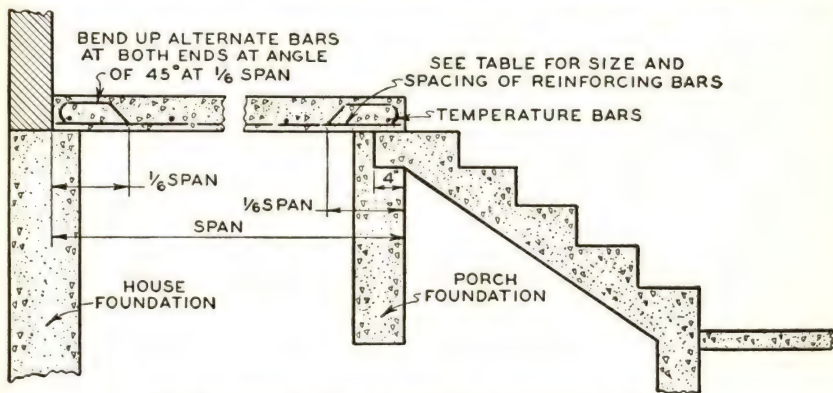 BEND UP ALTERNATE BARS
AT BOTH ENDS AT ANGLE
OF 45° AT 1/6 SPAN
SEE TABLE FOR SIZE AND
SPACING OF REINFORCING BARS
TEMPERATURE BARS
1/6 SPAN
4"
1/6 SPAN
SPAN
HOUSE
FOUNDATION
PORCH
FOUNDATION